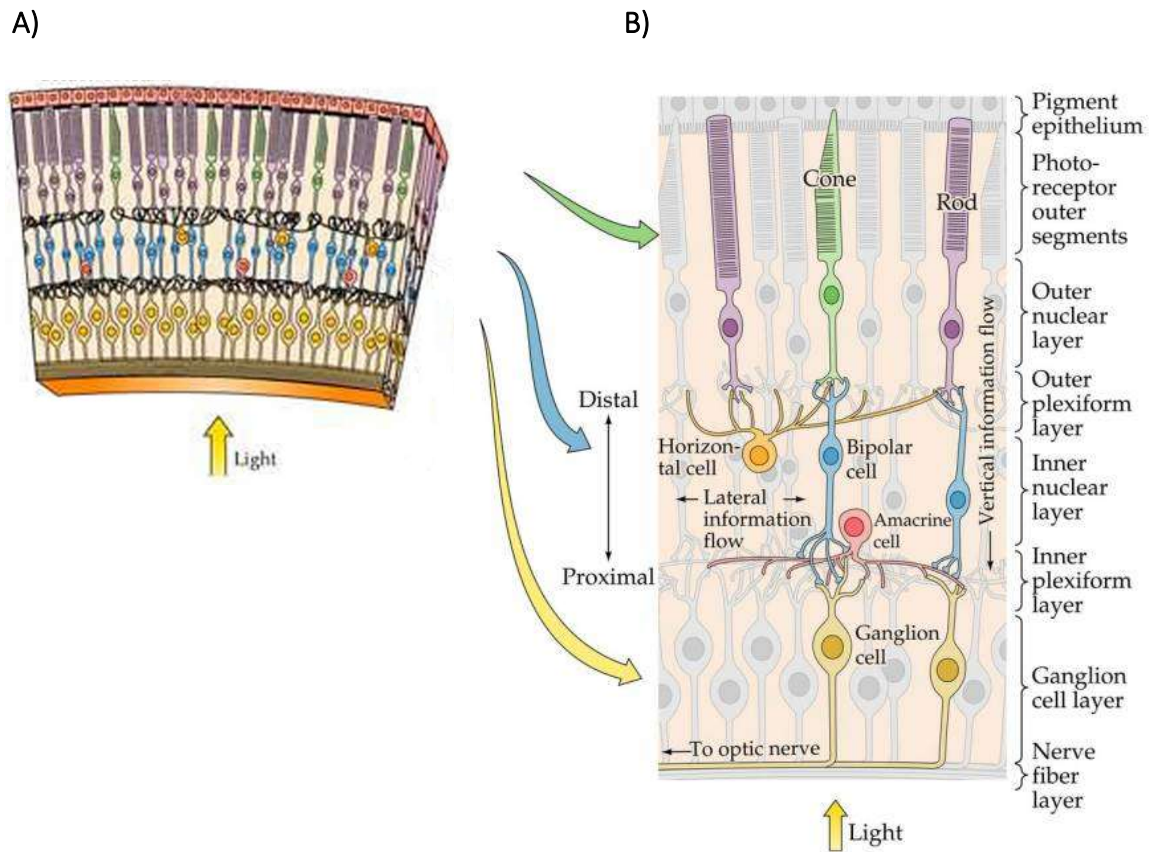 A)
B)
Light
Distal
Proximal
Cone
Rod
Horizon-
tal cell
Bipolar
cell
Lateral
information
flow
Amacrine
cell
Vertical information flow
Ganglion
cell
To optic nerve
Light
Pigment
epithelium
Photo-
receptor
outer
segments
Outer
nuclear
layer
Outer
plexiform
layer
Inner
nuclear
layer
Inner
plexiform
layer
Ganglion
cell layer
Nerve
fiber
layer